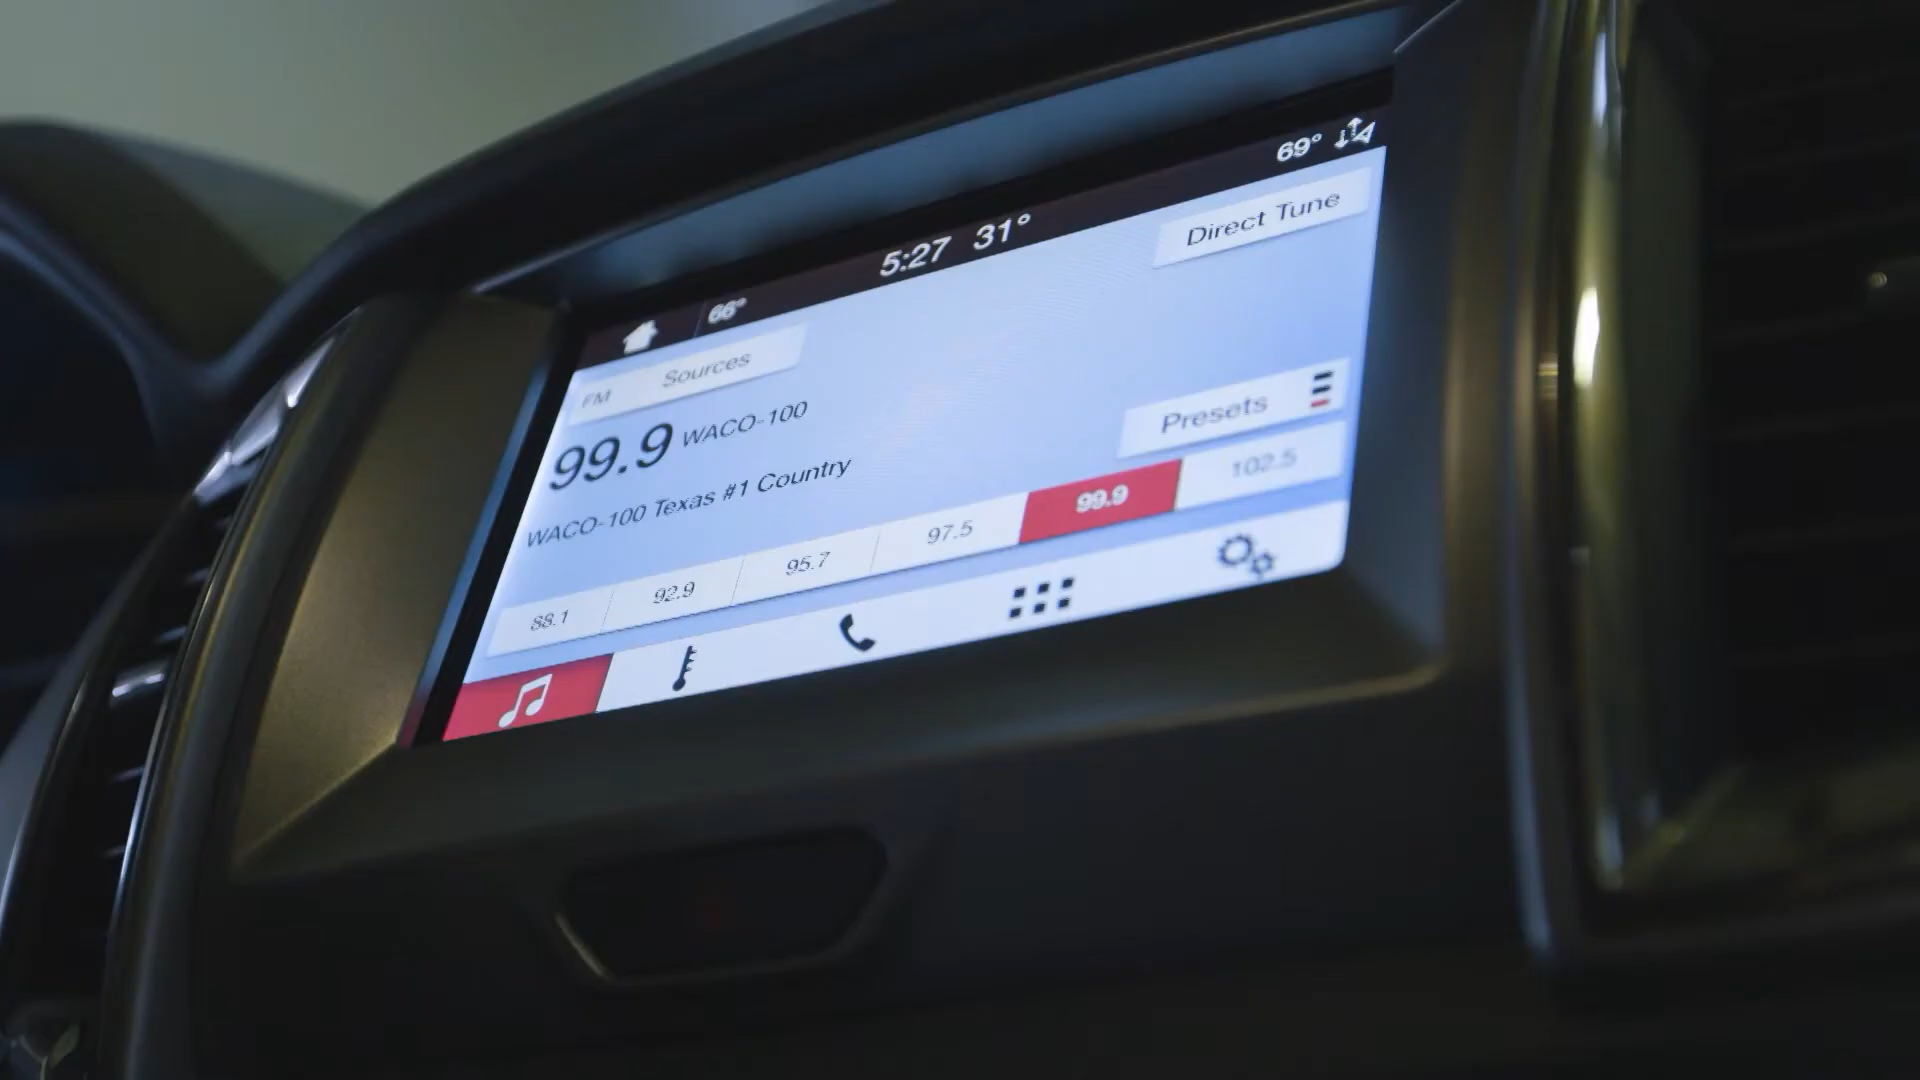 66° 5:27 31° 69°
FM Sources Direct Tune
99.9 WACO-100
Presets
WACO-100 Texas #1 Country
88.1 92.9 95.7 97.5 99.9 102.5